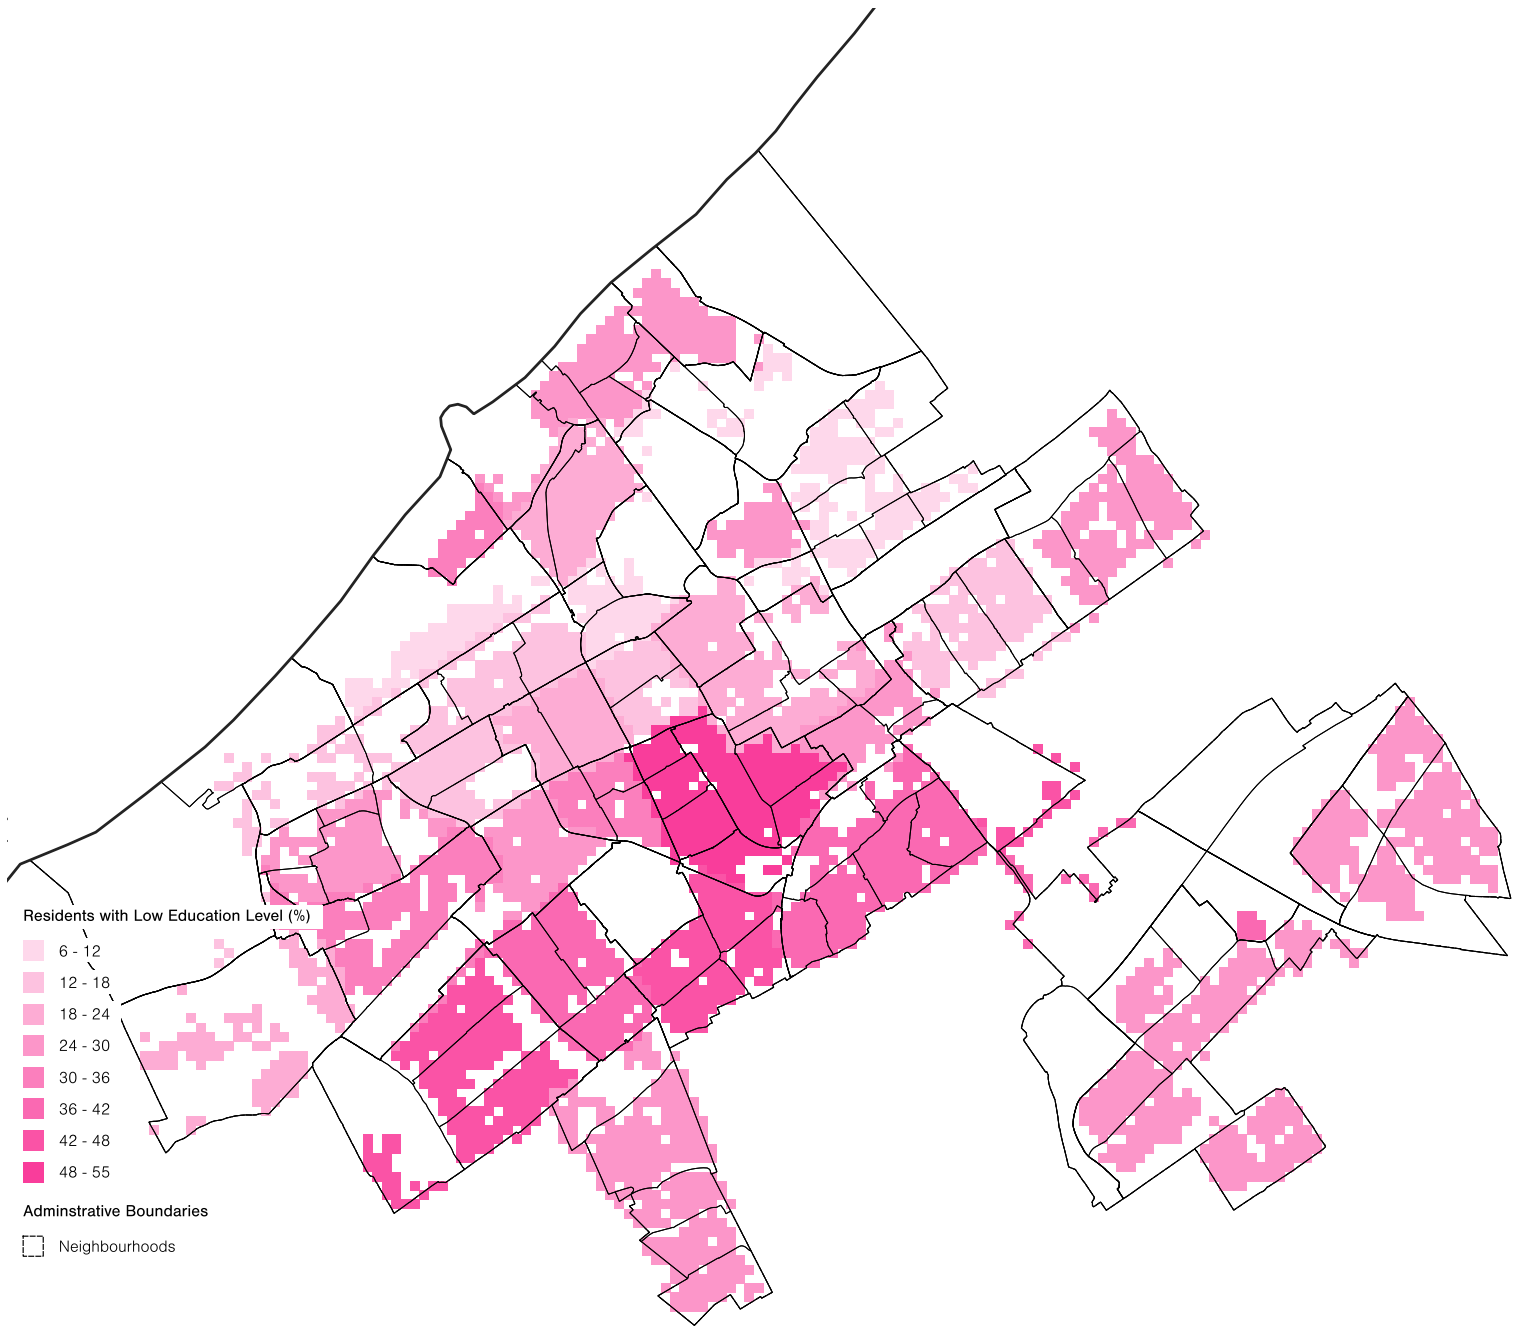 Residents with Low Education Level (%)
6 - 12
12 - 18
18 - 24
24 - 30
30 - 36
36 - 42
42 - 48
48 - 55
Adminstrative Boundaries
Neighbourhoods